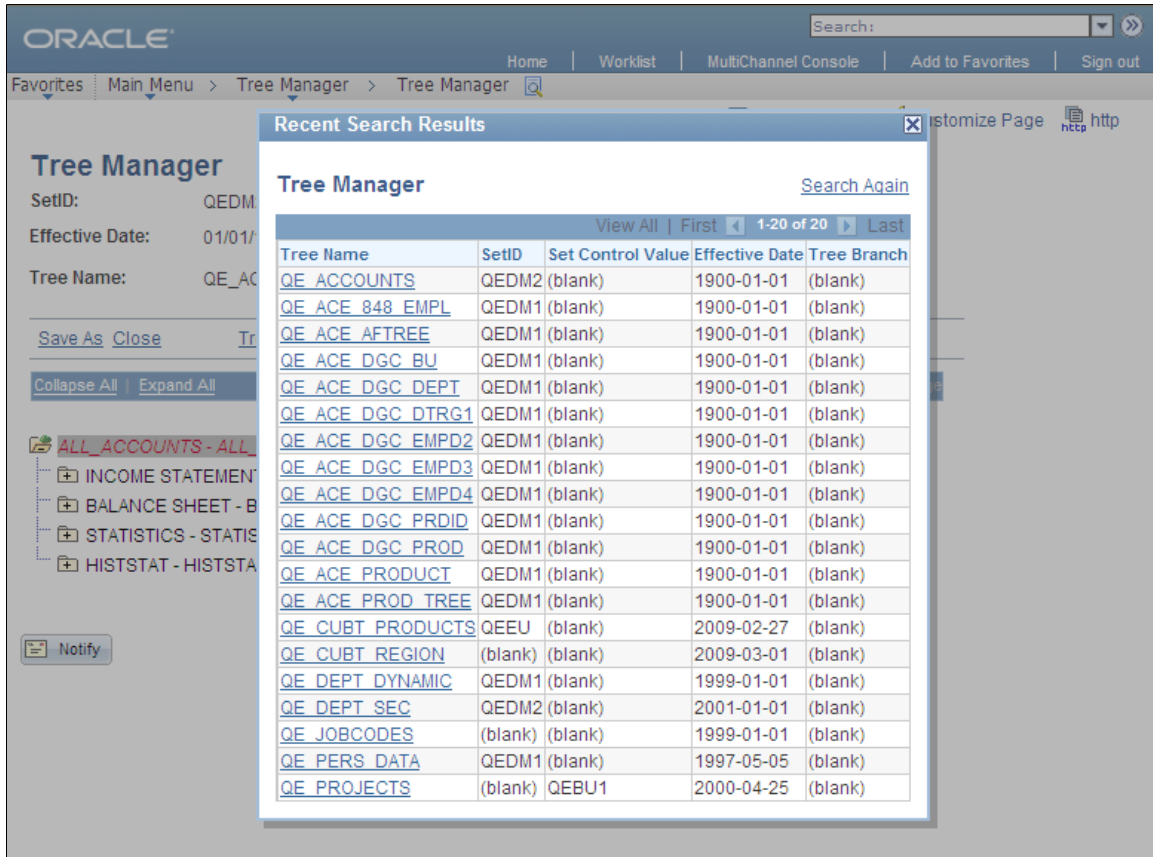 ORACLE
Search:
Home | Worklist | MultiChannel Console | Add to Favorites | Sign out
Favorites Main Menu > Tree Manager > Tree Manager
Recent Search Results
Page http
Tree Manager
SetID:
Effective Date: 01/01/
Tree Name:
Save As Close
Collapse All | Expand All
ALL_ACCOUNTS - ALL_
INCOME STATEMENT
BALANCE SHEET - B
STATISTICS - STATIS
HISTSTAT - HISTSTA
Notify
Tree Manager Search Again
View All | First 1-20 of 20 Last
Tree Name SetID Set Control Value Effective Date Tree Branch
QE_ACCOUNTS QEDM2 (blank) 1900-01-01 (blank)
QE_ACE_848_EMPL QEDM1 (blank) 1900-01-01 (blank)
QE_ACE_AFTREE QEDM1 (blank) 1900-01-01 (blank)
QE_ACE_DGC_BU QEDM1 (blank) 1900-01-01 (blank)
QE_ACE_DGC_DEPT QEDM1 (blank) 1900-01-01 (blank)
QE_ACE_DGC_DTRG1 QEDM1 (blank) 1900-01-01 (blank)
QE_ACE_DGC_EMPD2 QEDM1 (blank) 1900-01-01 (blank)
QE_ACE_DGC_EMPD3 QEDM1 (blank) 1900-01-01 (blank)
QE_ACE_DGC_EMPD4 QEDM1 (blank) 1900-01-01 (blank)
QE_ACE_DGC_PRDID QEDM1 (blank) 1900-01-01 (blank)
QE_ACE_DGC_PROD QEDM1 (blank) 1900-01-01 (blank)
QE_ACE_PRODUCT QEDM1 (blank) 1900-01-01 (blank)
QE_ACE_PROD_TREE QEDM1 (blank) 1900-01-01 (blank)
QE_CUBT_PRODUCTS QEEU (blank) 2009-02-27 (blank)
QE_CUBT_REGION (blank) (blank) 2009-03-01 (blank)
QE_DEPT_DYNAMIC QEDM1 (blank) 1999-01-01 (blank)
QE_DEPT_SEC QEDM2 (blank) 2001-01-01 (blank)
QE_JOBCODES (blank) (blank) 1999-01-01 (blank)
QE_PERS_DATA QEDM1 (blank) 1997-05-05 (blank)
QE_PROJECTS (blank) QEBU1 2000-04-25 (blank)